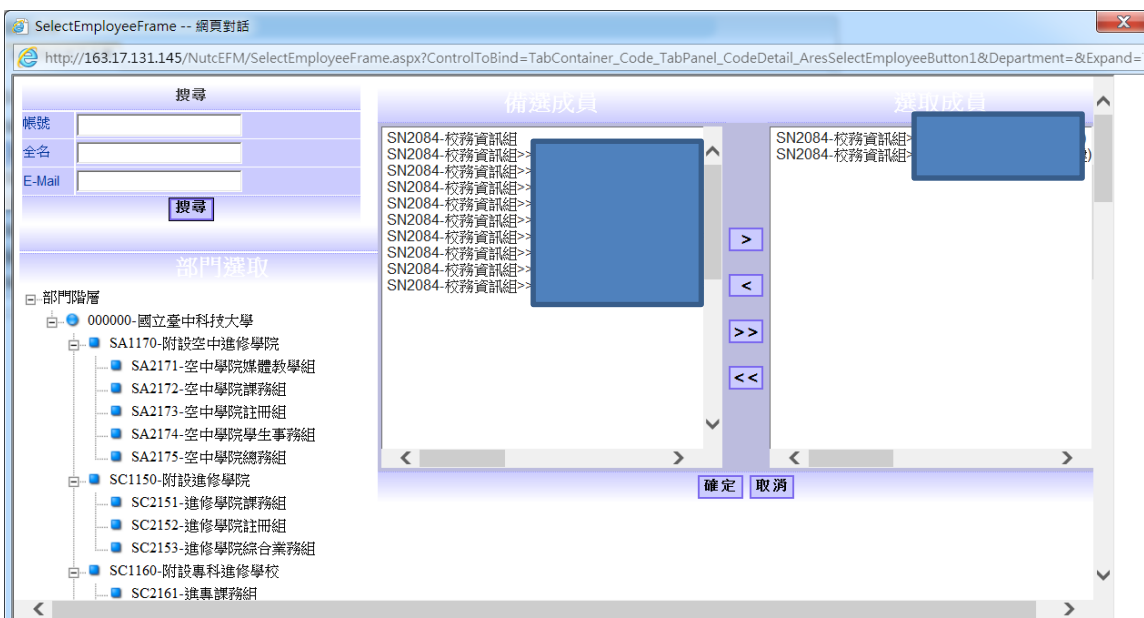 SelectEmployeeFrame -- 網頁對話
http://163.17.131.145/NutcEFM/SelectEmployeeFrame.aspx?ControlToBind=TabContainer_Code_TabPanel_CodeDetail_AresSelectEmployeeButton1&Department=&Expand=
搜尋
帳號
全名
E-Mail
搜尋
部門選取
部門階層
000000-國立臺中科技大學
SA1170-附設空中進修學院
SA2171-空中學院媒體教學組
SA2172-空中學院課務組
SA2173-空中學院註冊組
SA2174-空中學院學生事務組
SA2175-空中學院總務組
SC1150-附設進修學院
SC2151-進修學院課務組
SC2152-進修學院註冊組
SC2153-進修學院綜合業務組
SC1160-附設專科進修學校
SC2161-進專課務組
備選成員
SN2084-校務資訊組
SN2084-校務資訊組>>
SN2084-校務資訊組>>
SN2084-校務資訊組>>
SN2084-校務資訊組>>
SN2084-校務資訊組>>
SN2084-校務資訊組>>
SN2084-校務資訊組>>
SN2084-校務資訊組>>
SN2084-校務資訊組>>
>
<
>>
<<
選取成員
SN2084-校務資訊組>
SN2084-校務資訊組>
確定 取消